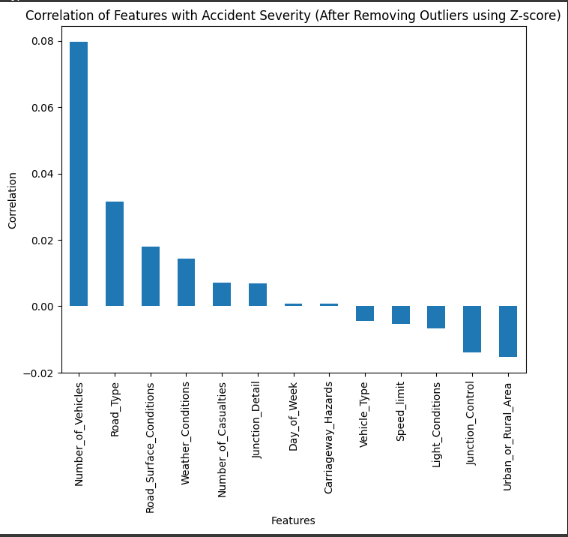 Correlation of Features with Accident Severity (After Removing Outliers using Z-score)
0.08
0.06
0.04
0.02
0.00
−0.02
Correlation
Number_of_Vehicles
Road_Type
Road_Surface_Conditions
Weather_Conditions
Number_of_Casualties
Junction_Detail
Day_of_Week
Carriageway_Hazards
Vehicle_Type
Speed_limit
Light_Conditions
Junction_Control
Urban_or_Rural_Area
Features